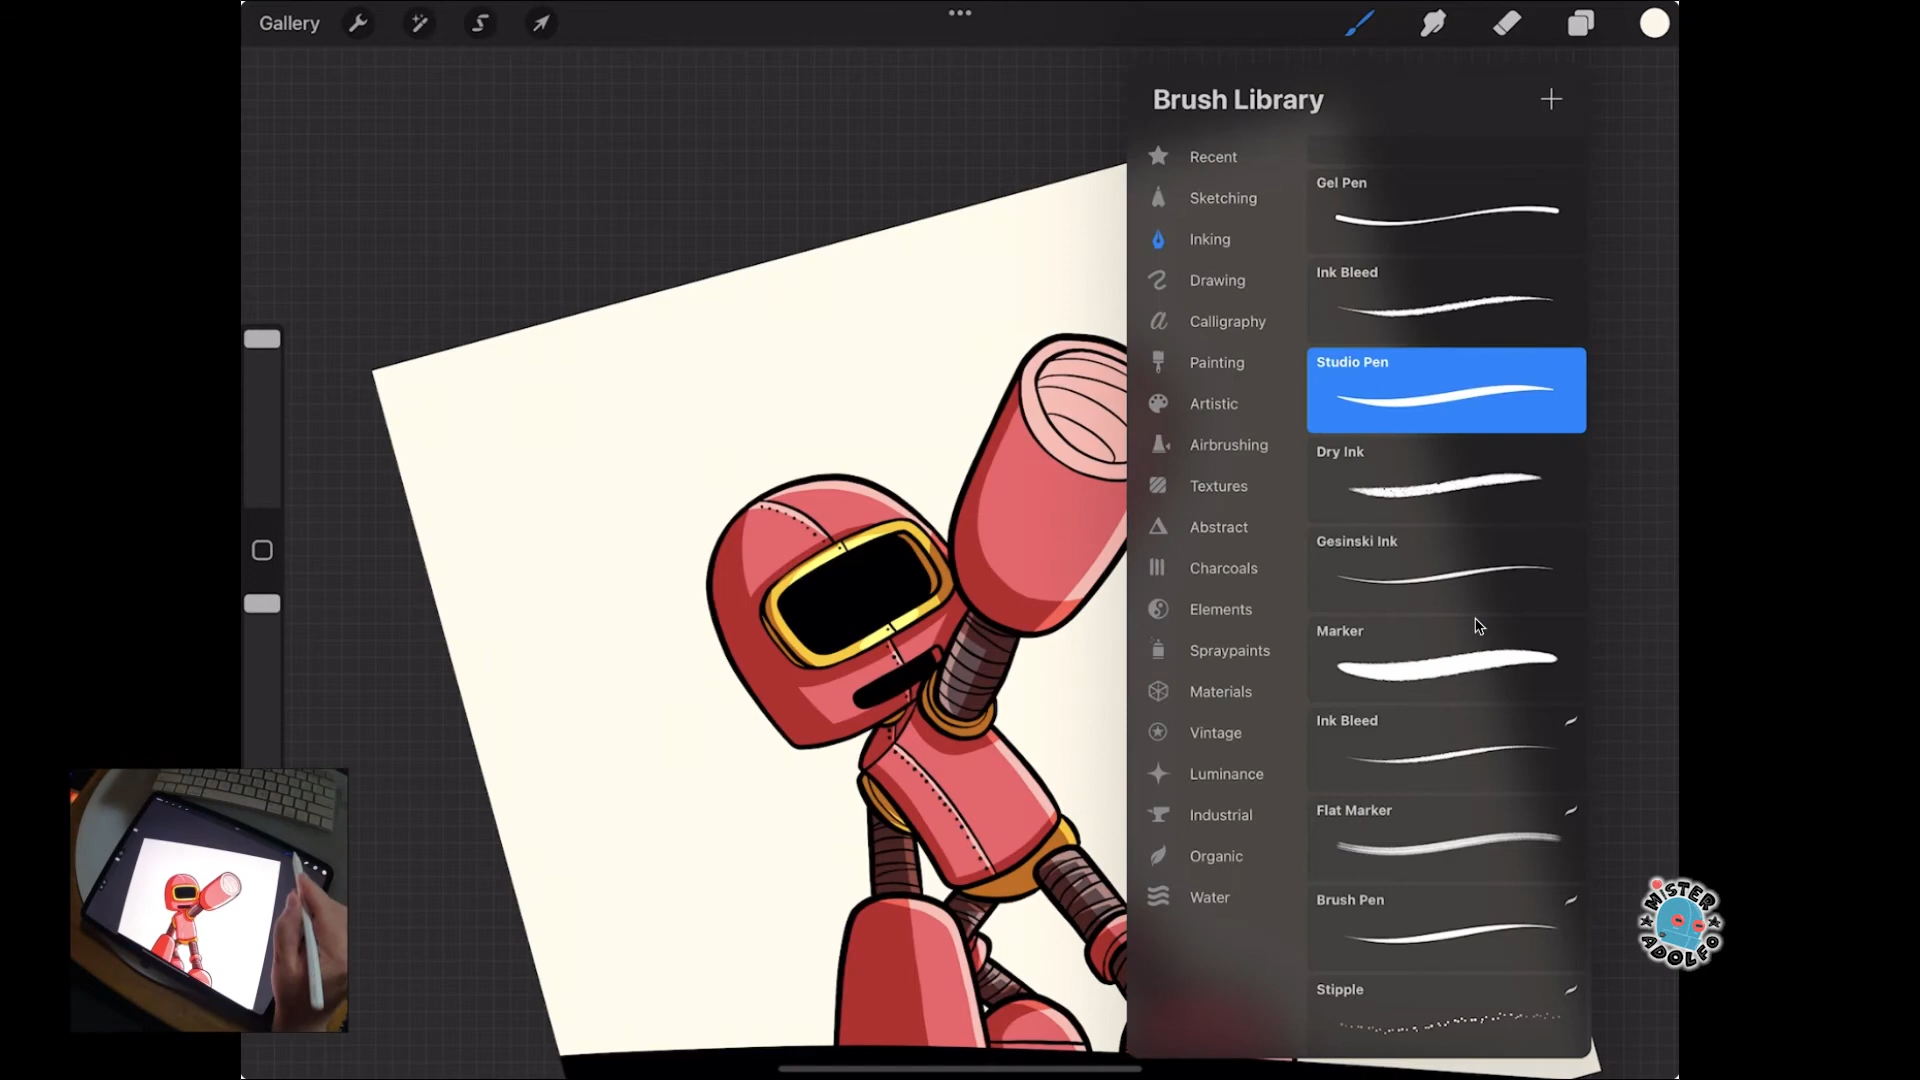 Gallery
Brush Library
Recent
Sketching
Inking
Drawing
Calligraphy
Painting
Artistic
Airbrushing
Textures
Abstract
Charcoals
Elements
Spraypaints
Materials
Vintage
Luminance
Industrial
Organic
Water
Gel Pen
Ink Bleed
Studio Pen
Dry Ink
Gesinski Ink
Marker
Ink Bleed
Flat Marker
Brush Pen
Stipple
MISTER
ADOLFO